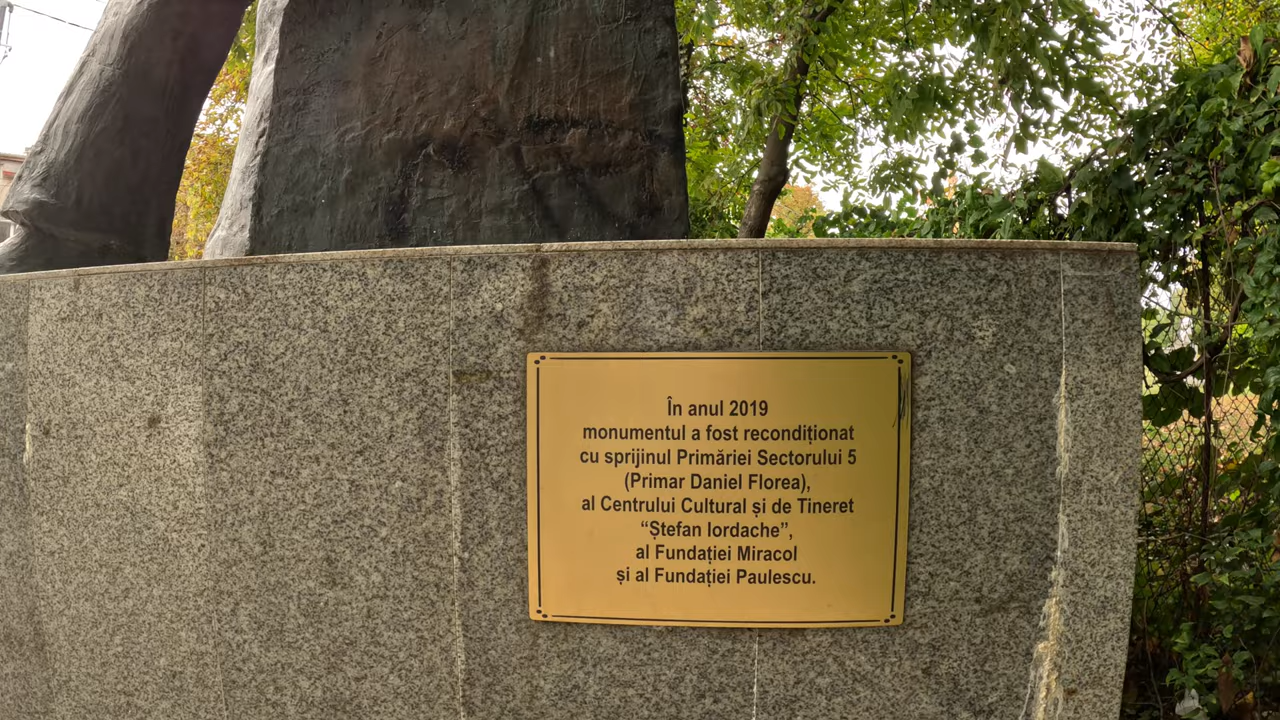 În anul 2019
monumentul a fost recondiționat
cu sprijinul Primăriei Sectorului 5
(Primar Daniel Florea),
al Centrului Cultural și de Tineret
“Ștefan Iordache”,
al Fundației Miracol
și al Fundației Paulescu.